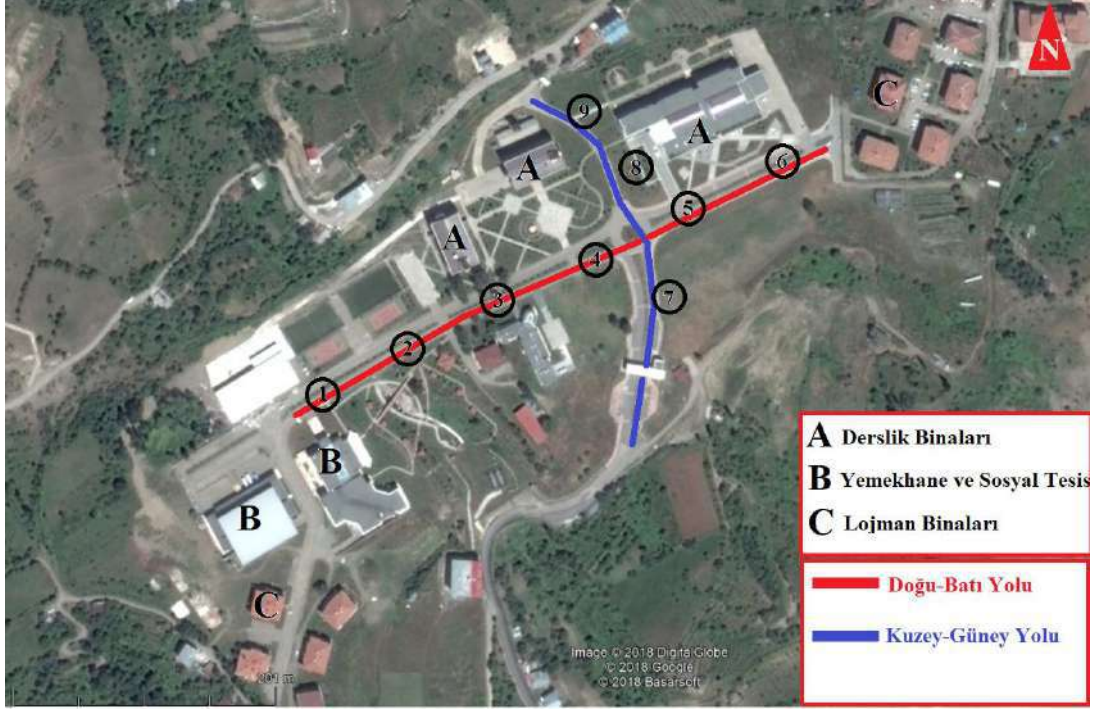 N
C
9
A
8
6
A
5
A
4
7
3
2
1
B
B
C
A Derslik Binaları
B Yemekhane ve Sosyal Tesis
C Lojman Binaları
Doğu-Batı Yolu
Kuzey-Güney Yolu
Image © 2018 DigitalGlobe
© 2018 Google
© 2018 Basarsoft